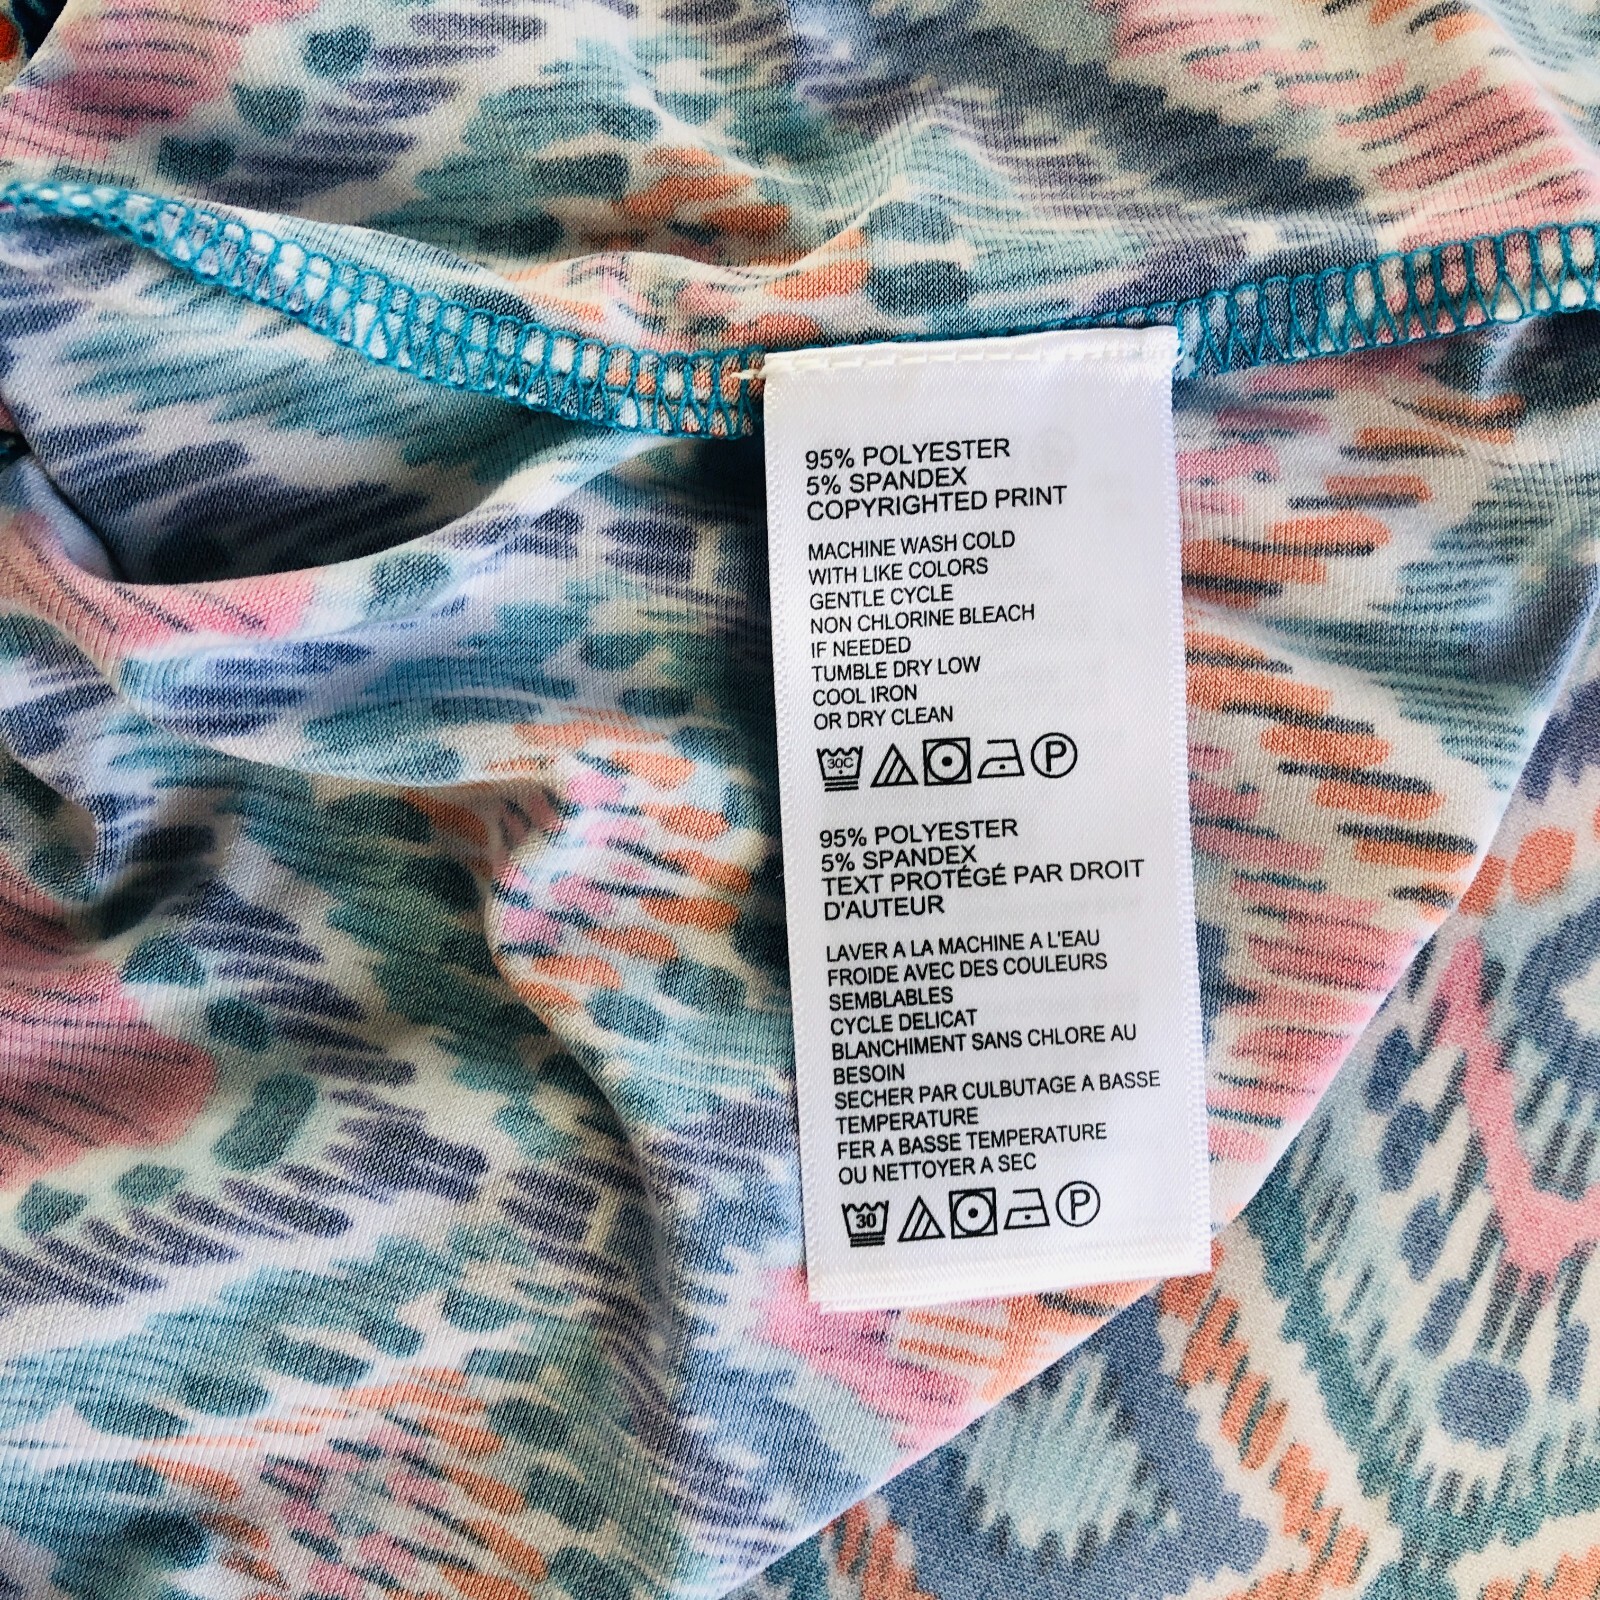 95% POLYESTER
5% SPANDEX
COPYRIGHTED PRINT
MACHINE WASH COLD
WITH LIKE COLORS
GENTLE CYCLE
NON CHLORINE BLEACH
IF NEEDED
TUMBLE DRY LOW
COOL IRON
OR DRY CLEAN
30C P
95% POLYESTER
5% SPANDEX
TEXT PROTÉGÉ PAR DROIT
D'AUTEUR
LAVER A LA MACHINE A L'EAU
FROIDE AVEC DES COULEURS
SEMBLABLES
CYCLE DELICAT
BLANCHIMENT SANS CHLORE AU
BESOIN
SECHER PAR CULBUTAGE A BASSE
TEMPERATURE
FER A BASSE TEMPERATURE
OU NETTOYER A SEC
30 P